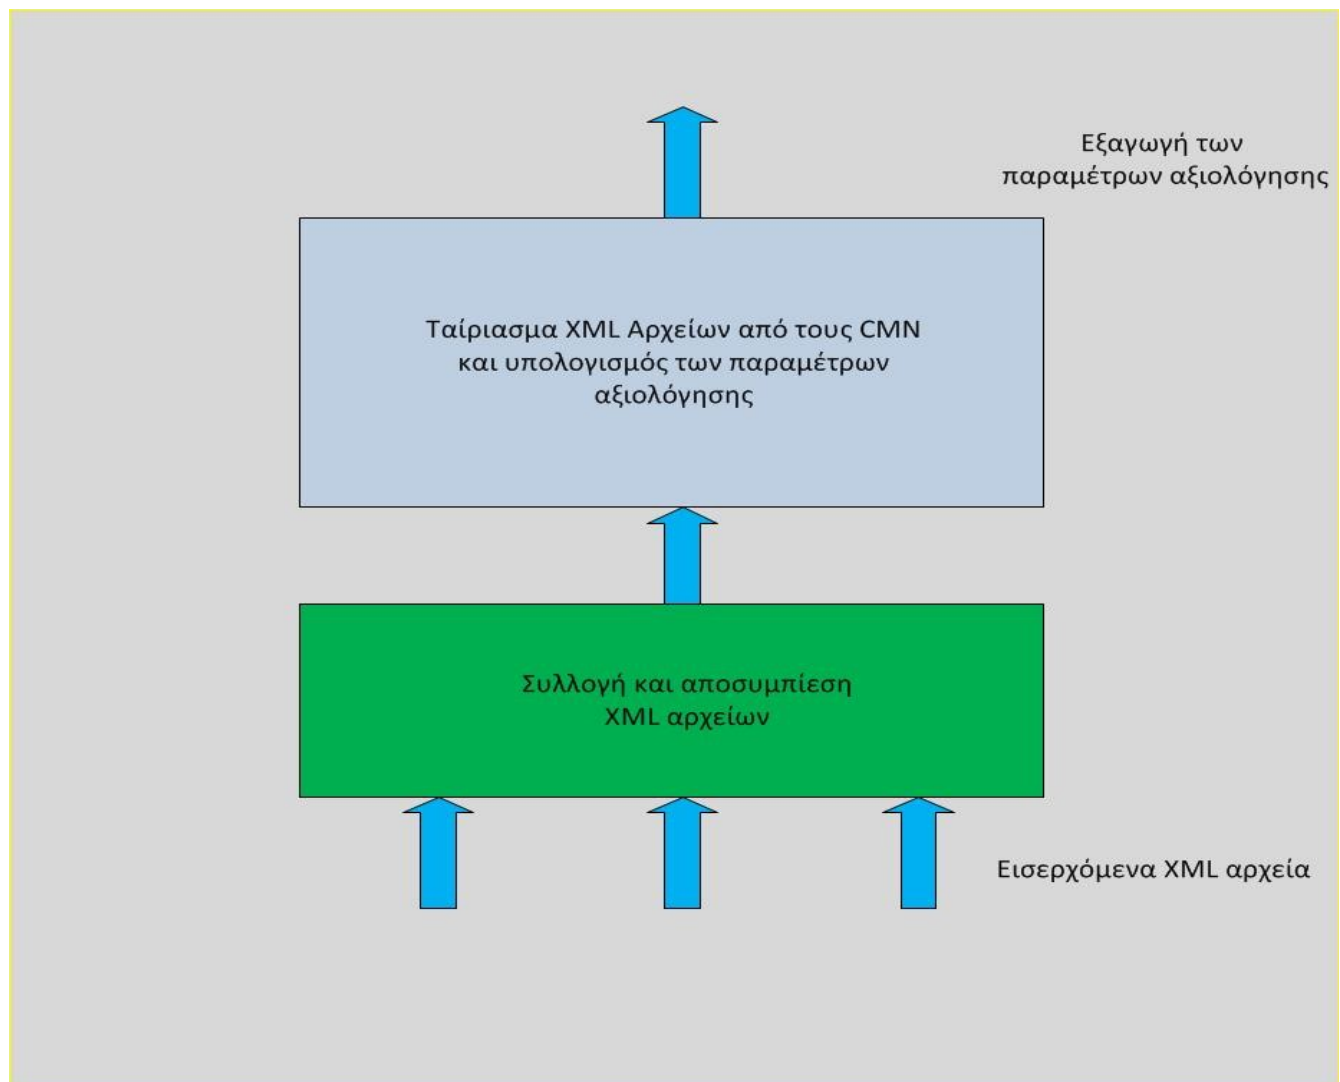 Εξαγωγή των
παραμέτρων αξιολόγησης
Ταίριασμα XML Αρχείων από τους CMN
και υπολογισμός των παραμέτρων
αξιολόγησης
Συλλογή και αποσυμπίεση
XML αρχείων
Εισερχόμενα XML αρχεία